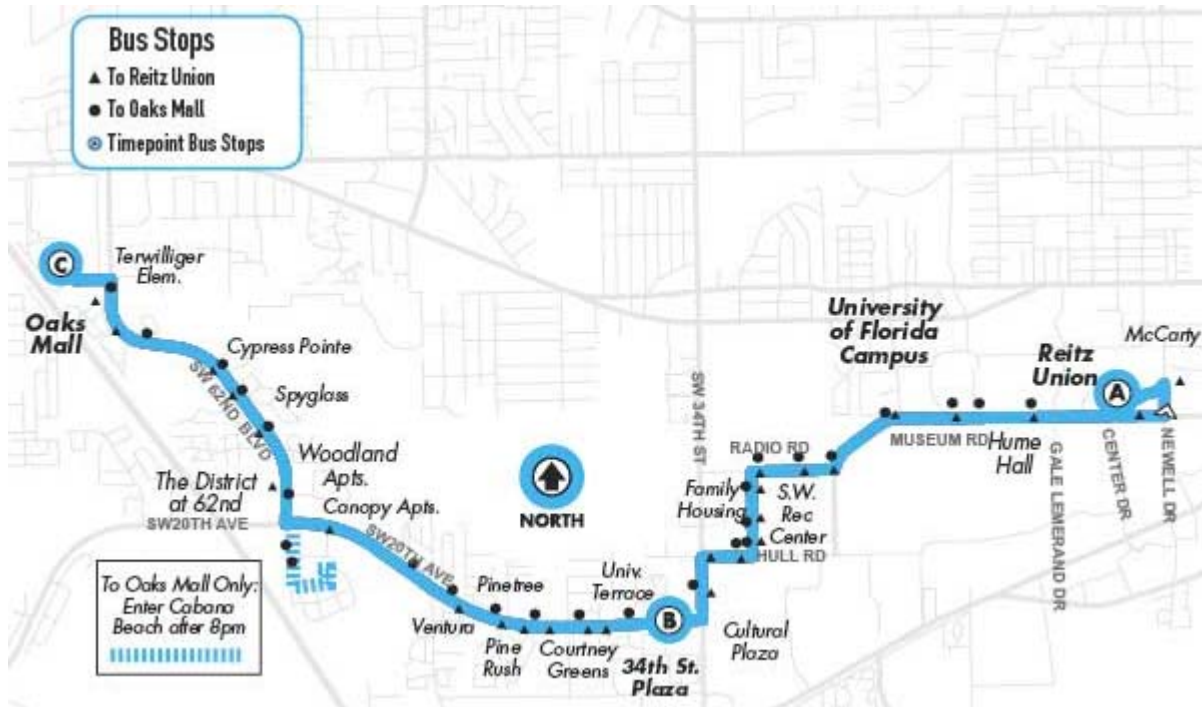 Bus Stops
To Reitz Union
To Oaks Mall
Timepoint Bus Stops
C
Terwilliger
Elem.
Oaks
Mall
Cypress Pointe
Spyglass
SW 62ND BLVD
Woodland
Apts.
The District
at 62nd
Canopy Apts.
SW20TH AVE
SW20TH AVE
To Oaks Mall Only:
Enter Cabana
Beach after 8pm
NORTH
Pinetree
Ventura
Pine
Rush
Courtney
Greens
Univ.
Terrace
B
34th St.
Plaza
Cultural
Plaza
SW 34TH ST
RADIO RD
Family
Housing
S.W.
Rec
Center
HULL RD
University
of Florida
Campus
MUSEUM RD
Hume
Hall
Reitz
Union
A
McCarty
GALE LEMERAND DR
CENTER DR
NEWELL DR